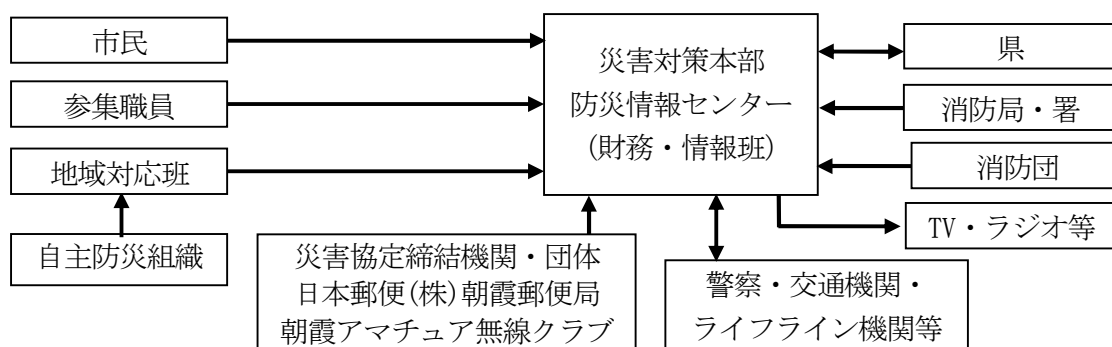 市民
参集職員
地域対応班
自主防災組織
災害対策本部
防災情報センター
(財務・情報班)
災害協定締結機関・団体
日本郵便(株)朝霞郵便局
朝霞アマチュア無線クラブ
警察・交通機関・
ライフライン機関等
県
消防局・署
消防団
TV・ラジオ等